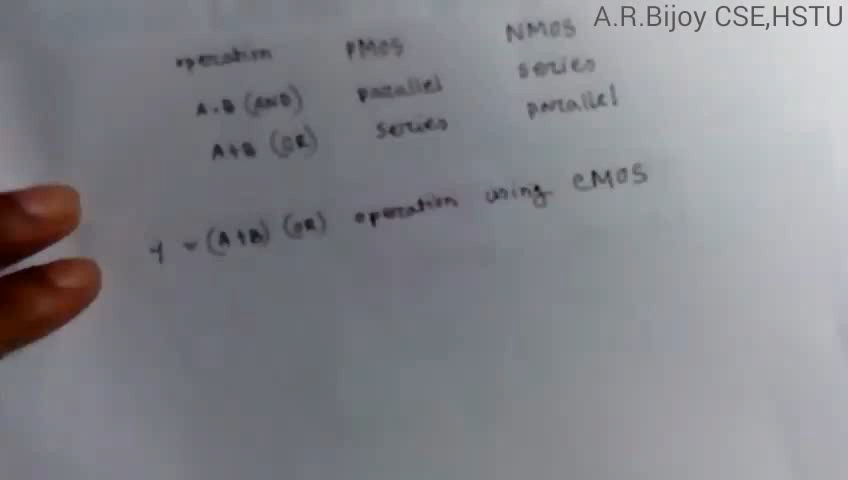 A.R.Bijoy CSE,HSTU
operation PMOS NMOS
A.B (AND) parallel series
A+B (OR) series parallel
Y = (A+B) (OR) operation using CMOS